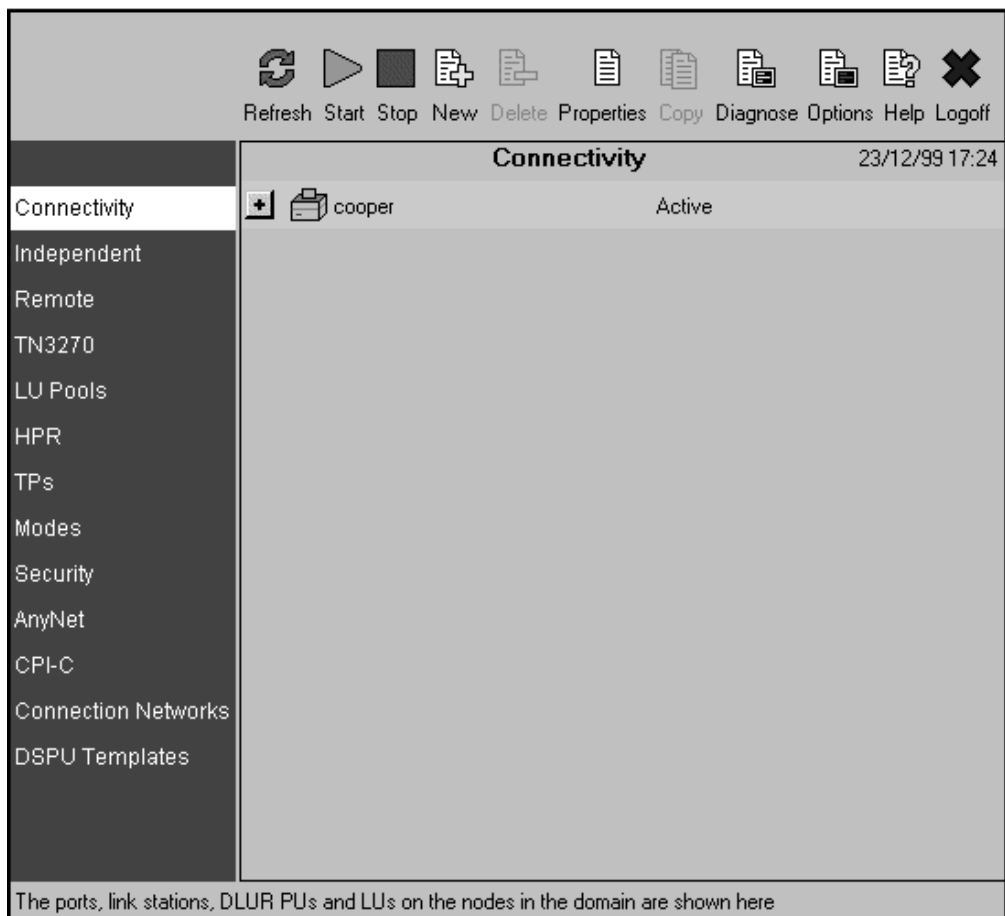 Refresh Start Stop New Delete Properties Copy Diagnose Options Help Logoff
Connectivity 23/12/99 17:24
Connectivity
cooper Active
Independent
Remote
TN3270
LU Pools
HPR
TPs
Modes
Security
AnyNet
CPI-C
Connection Networks
DSPU Templates
The ports, link stations, DLUR PUs and LUs on the nodes in the domain are shown here